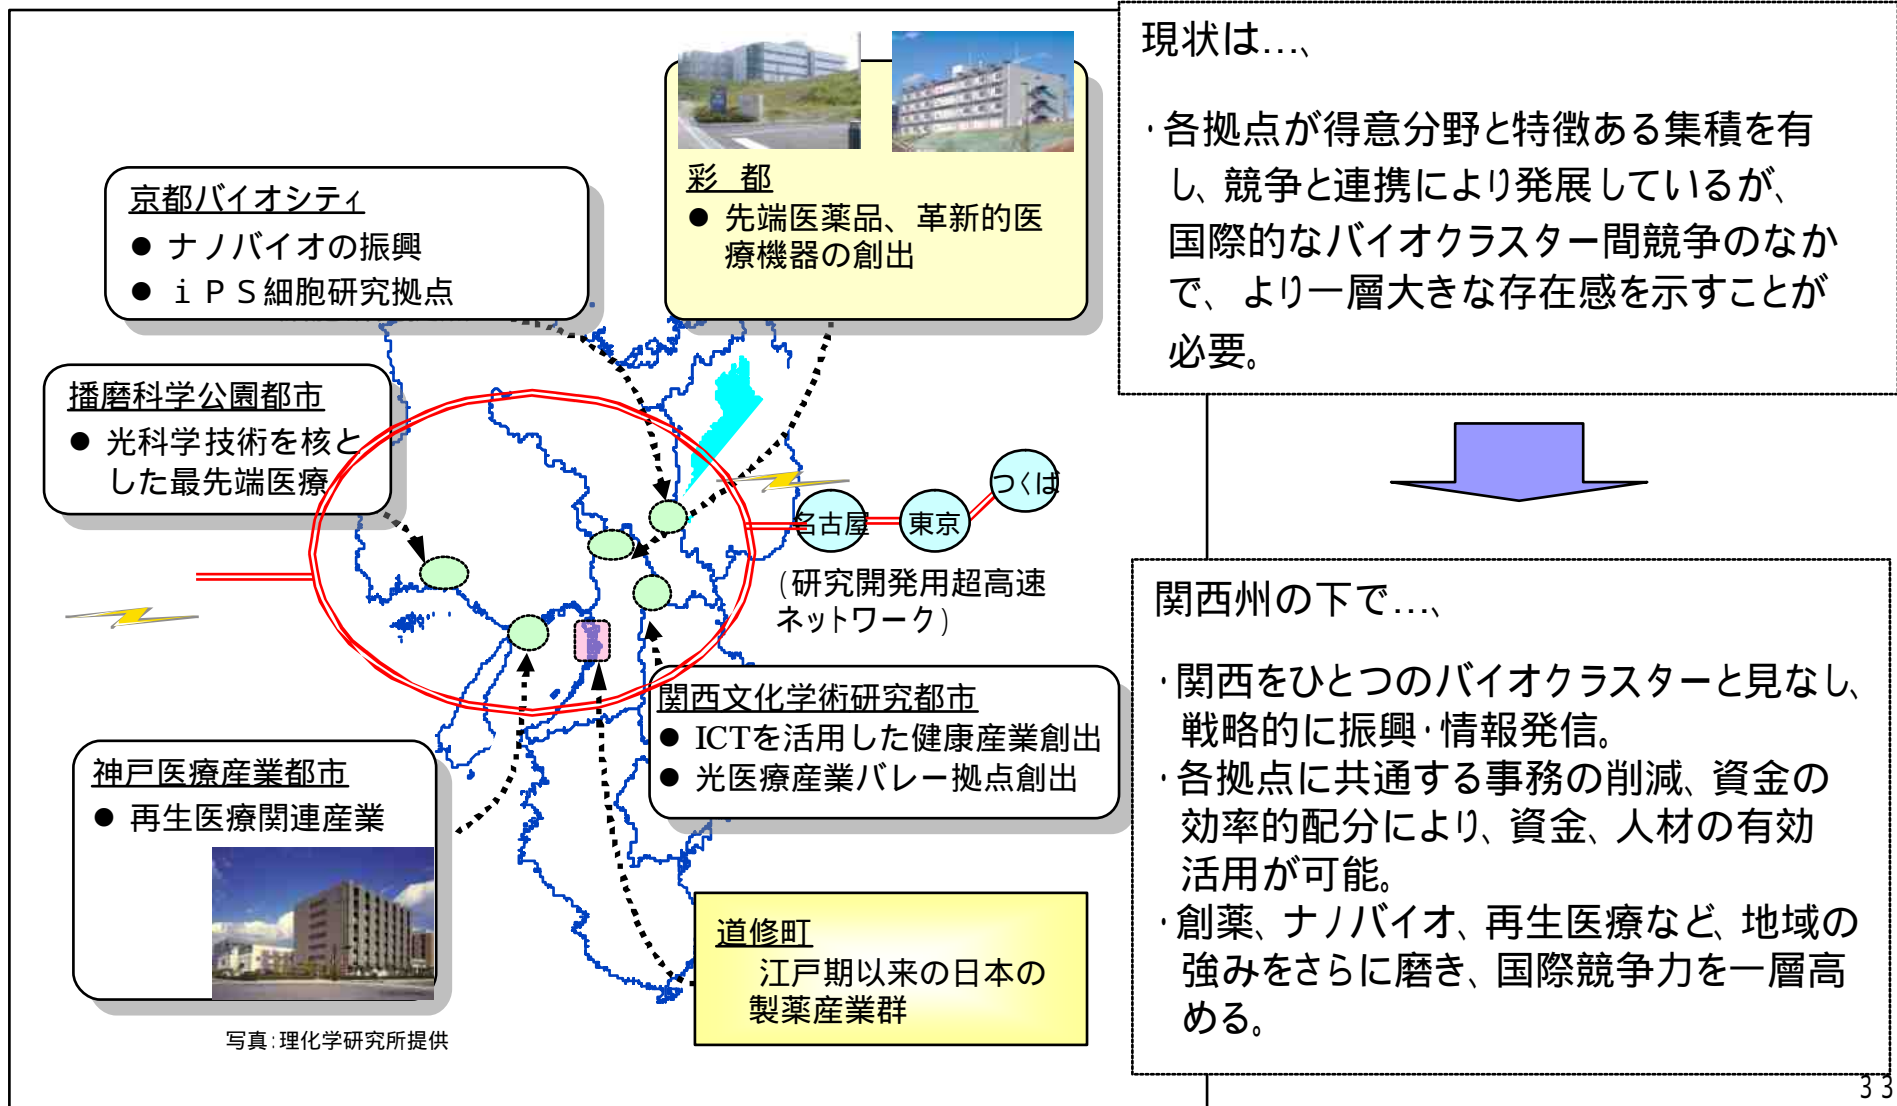 京都バイオシティ
● ナノバイオの振興
● ｉＰＳ細胞研究拠点
彩 都
● 先端医薬品、革新的医
療機器の創出
播磨科学公園都市
● 光科学技術を核と
した最先端医療
名古屋
東京
つくば
(研究開発用超高速
ネットワーク)
関西文化学術研究都市
● ICTを活用した健康産業創出
● 光医療産業バレー拠点創出
神戸医療産業都市
● 再生医療関連産業
写真:理化学研究所提供
道修町
江戸期以来の日本の
製薬産業群
現状は…、
・各拠点が得意分野と特徴ある集積を有
し、競争と連携により発展しているが、
国際的なバイオクラスター間競争のなか
で、より一層大きな存在感を示すことが
必要。
関西州の下で…、
・関西をひとつのバイオクラスターと見なし、
戦略的に振興・情報発信。
・各拠点に共通する事務の削減、資金の
効率的配分により、資金、人材の有効
活用が可能。
・創薬、ナノバイオ、再生医療など、地域の
強みをさらに磨き、国際競争力を一層高
める。
33